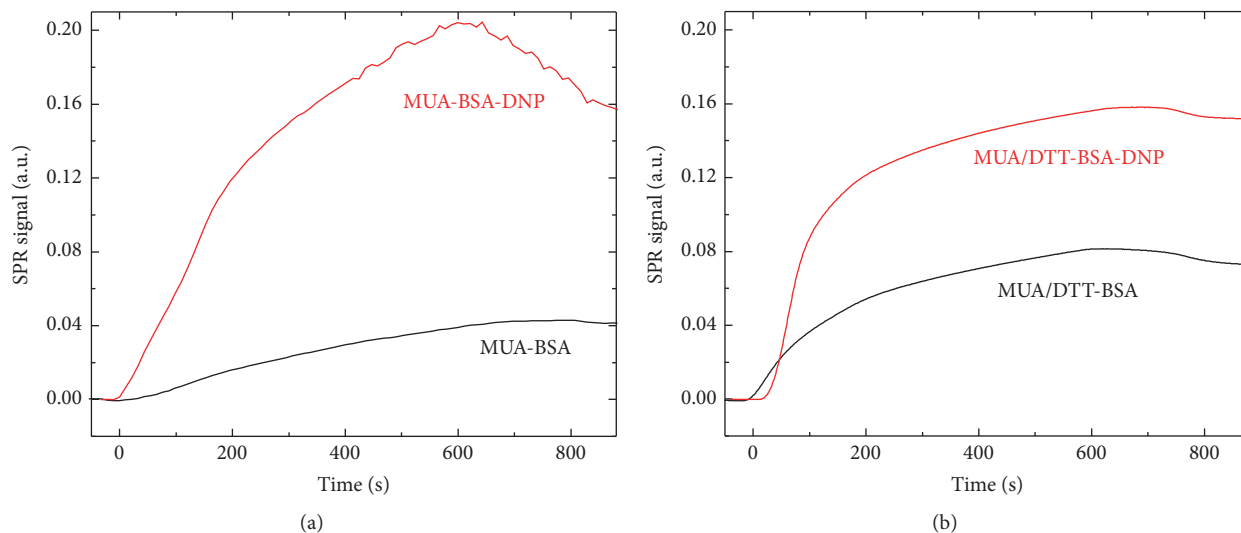 0.20
0.16
0.12
0.08
0.04
0.00
SPR signal (a.u.)
MUA-BSA-DNP
MUA-BSA
0 200 400 600 800
Time (s)
(a)
0.20
0.16
0.12
0.08
0.04
0.00
SPR signal (a.u.)
MUA/DTT-BSA-DNP
MUA/DTT-BSA
0 200 400 600 800
Time (s)
(b)